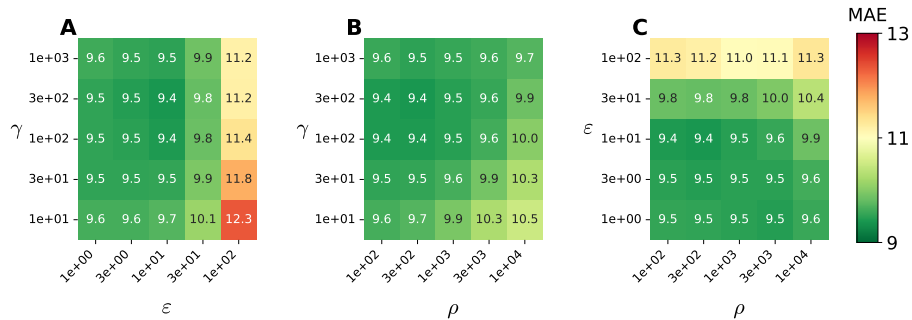 A
1e+03 9.6 9.5 9.5 9.9 11.2
3e+02 9.5 9.5 9.4 9.8 11.2
γ
1e+02 9.5 9.5 9.4 9.8 11.4
3e+01 9.5 9.5 9.5 9.9 11.8
1e+01 9.6 9.6 9.7 10.1 12.3
1e+00 3e+00 1e+01 3e+01 1e+02
ε
B
1e+03 9.6 9.5 9.5 9.6 9.7
3e+02 9.4 9.4 9.5 9.6 9.9
γ
1e+02 9.4 9.4 9.5 9.6 10.0
3e+01 9.5 9.5 9.6 9.9 10.3
1e+01 9.6 9.7 9.9 10.3 10.5
1e+02 3e+02 1e+03 3e+03 1e+04
ρ
C
1e+02 11.3 11.2 11.0 11.1 11.3
3e+01 9.8 9.8 9.8 10.0 10.4
ε
1e+01 9.4 9.4 9.5 9.6 9.9
3e+00 9.5 9.5 9.5 9.5 9.6
1e+00 9.5 9.5 9.5 9.5 9.6
1e+02 3e+02 1e+03 3e+03 1e+04
ρ
MAE
13
11
9